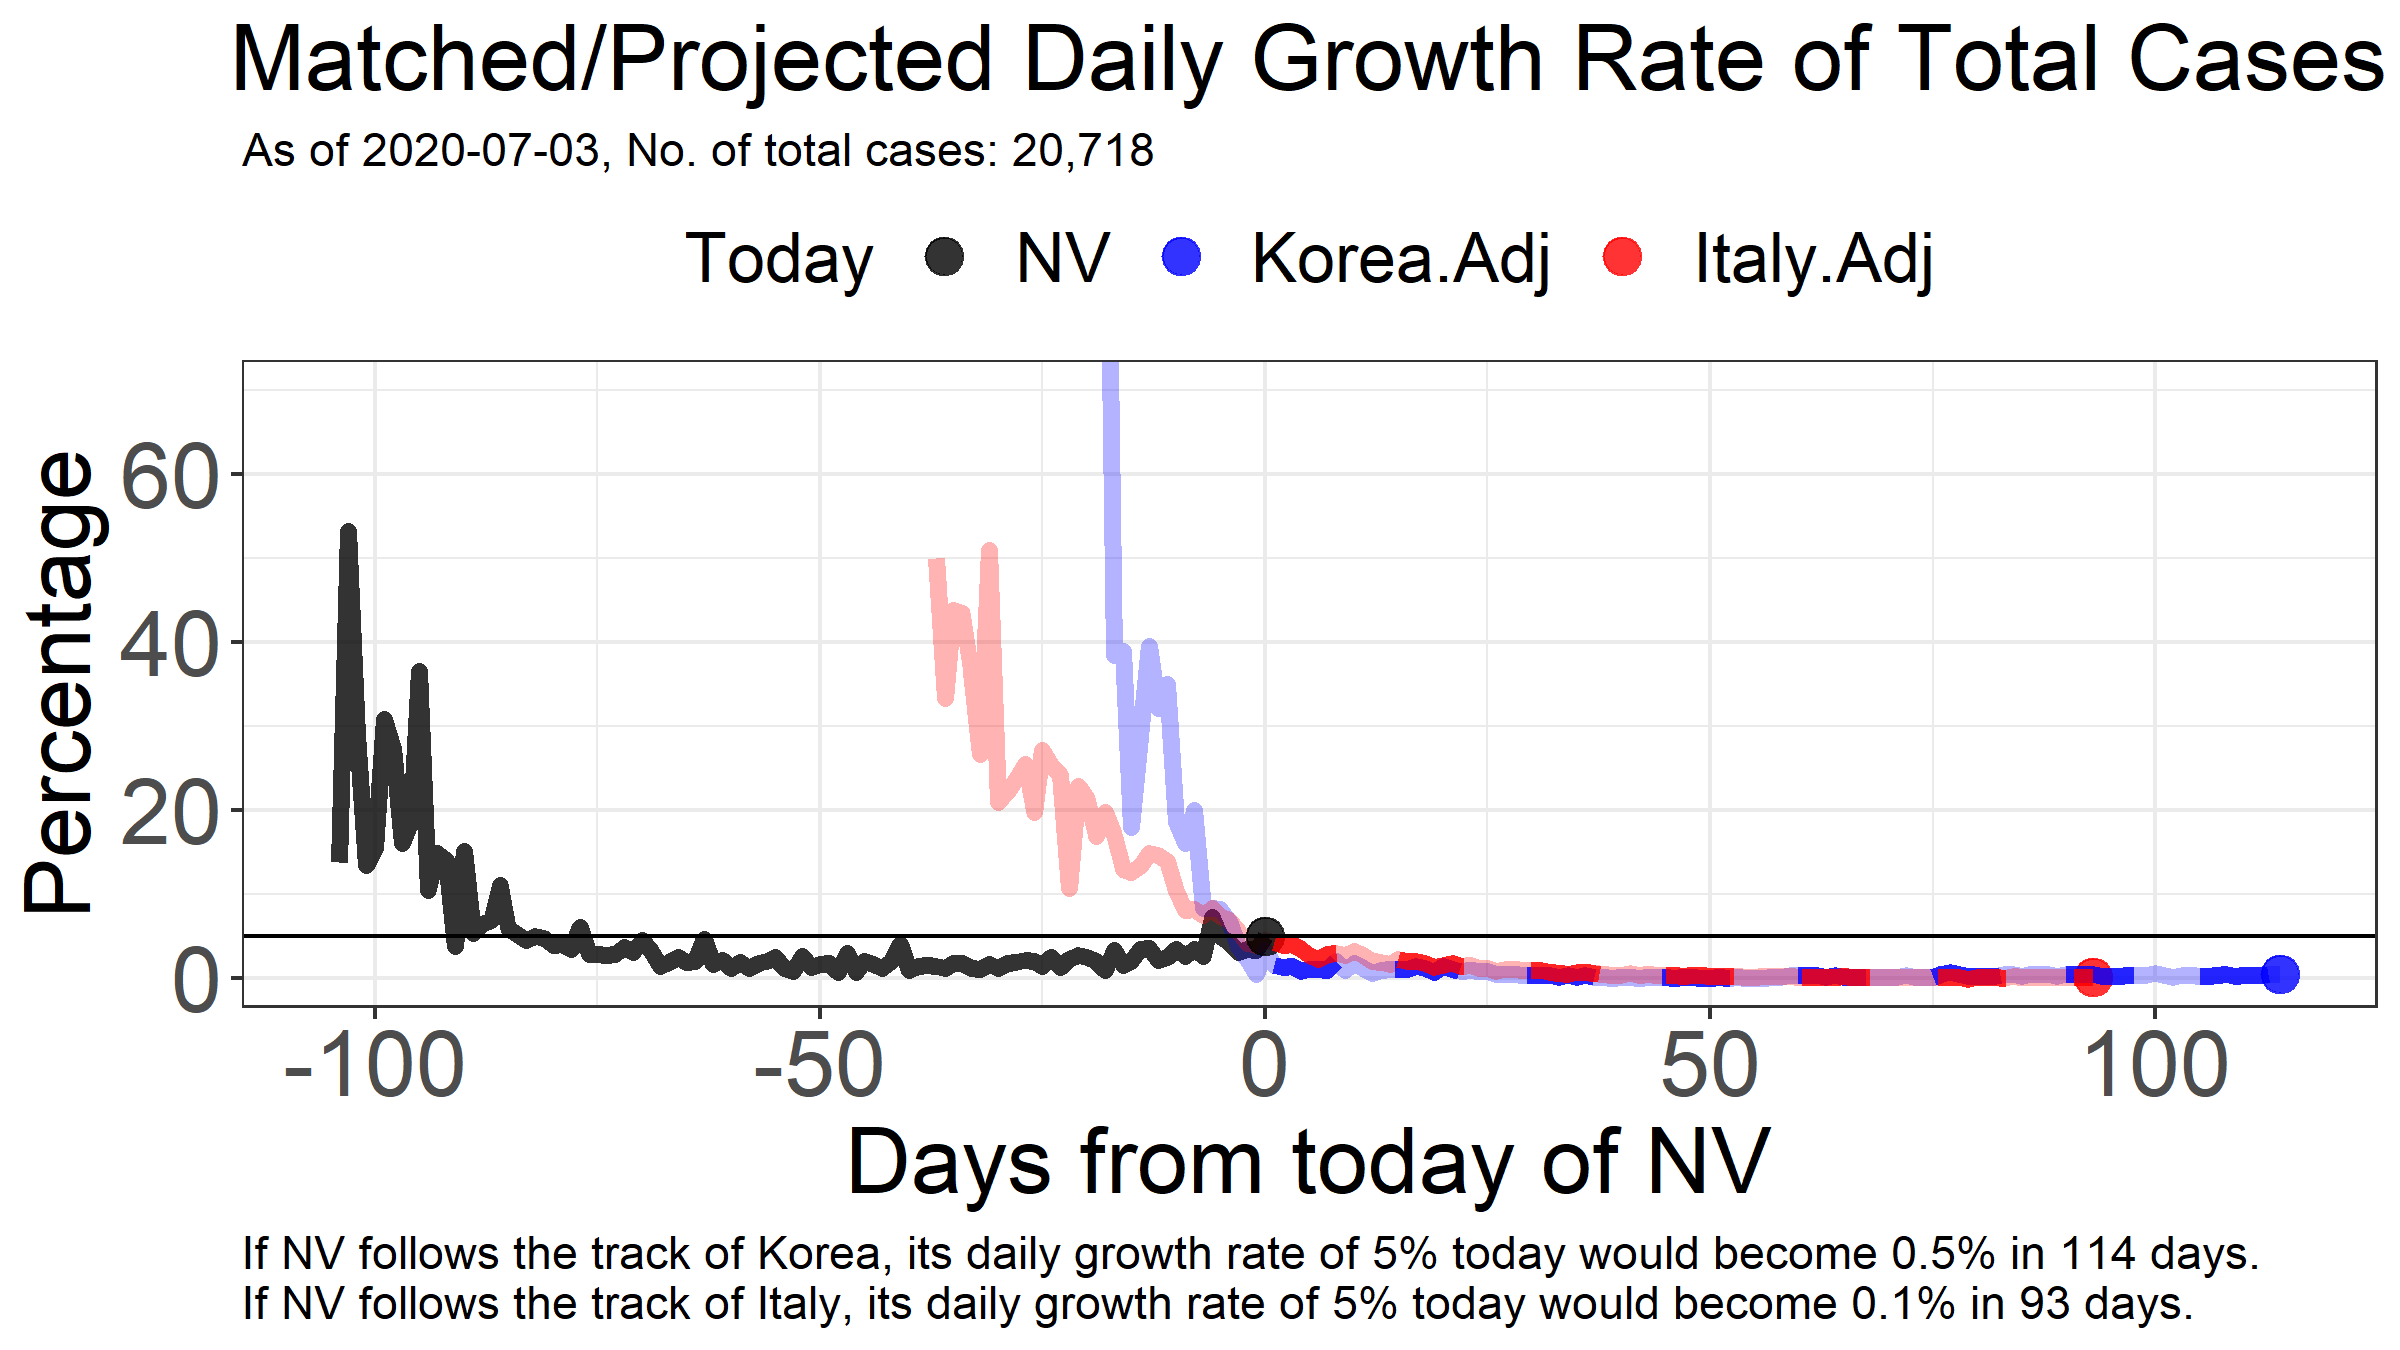 Matched/Projected Daily Growth Rate of Total Cases
As of 2020-07-03, No. of total cases: 20,718
Today NV Korea.Adj Italy.Adj
Percentage
60
40
20
0
-100 -50 0 50 100
Days from today of NV
If NV follows the track of Korea, its daily growth rate of 5% today would become 0.5% in 114 days.
If NV follows the track of Italy, its daily growth rate of 5% today would become 0.1% in 93 days.